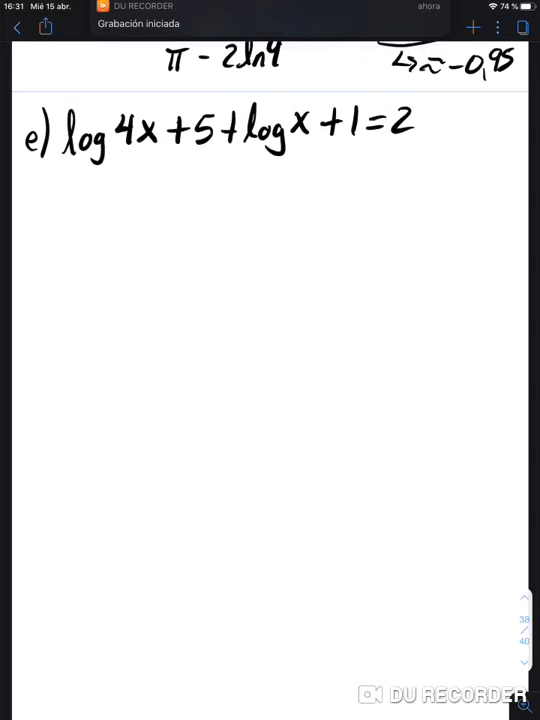 16:31 Mié 15 abr.
DU RECORDER
ahora
74 %
Grabación iniciada
π - 2ln4
↳ ≈ -0,95
e) log 4x + 5 + log x + 1 = 2
38
/
40
DU RECORDER